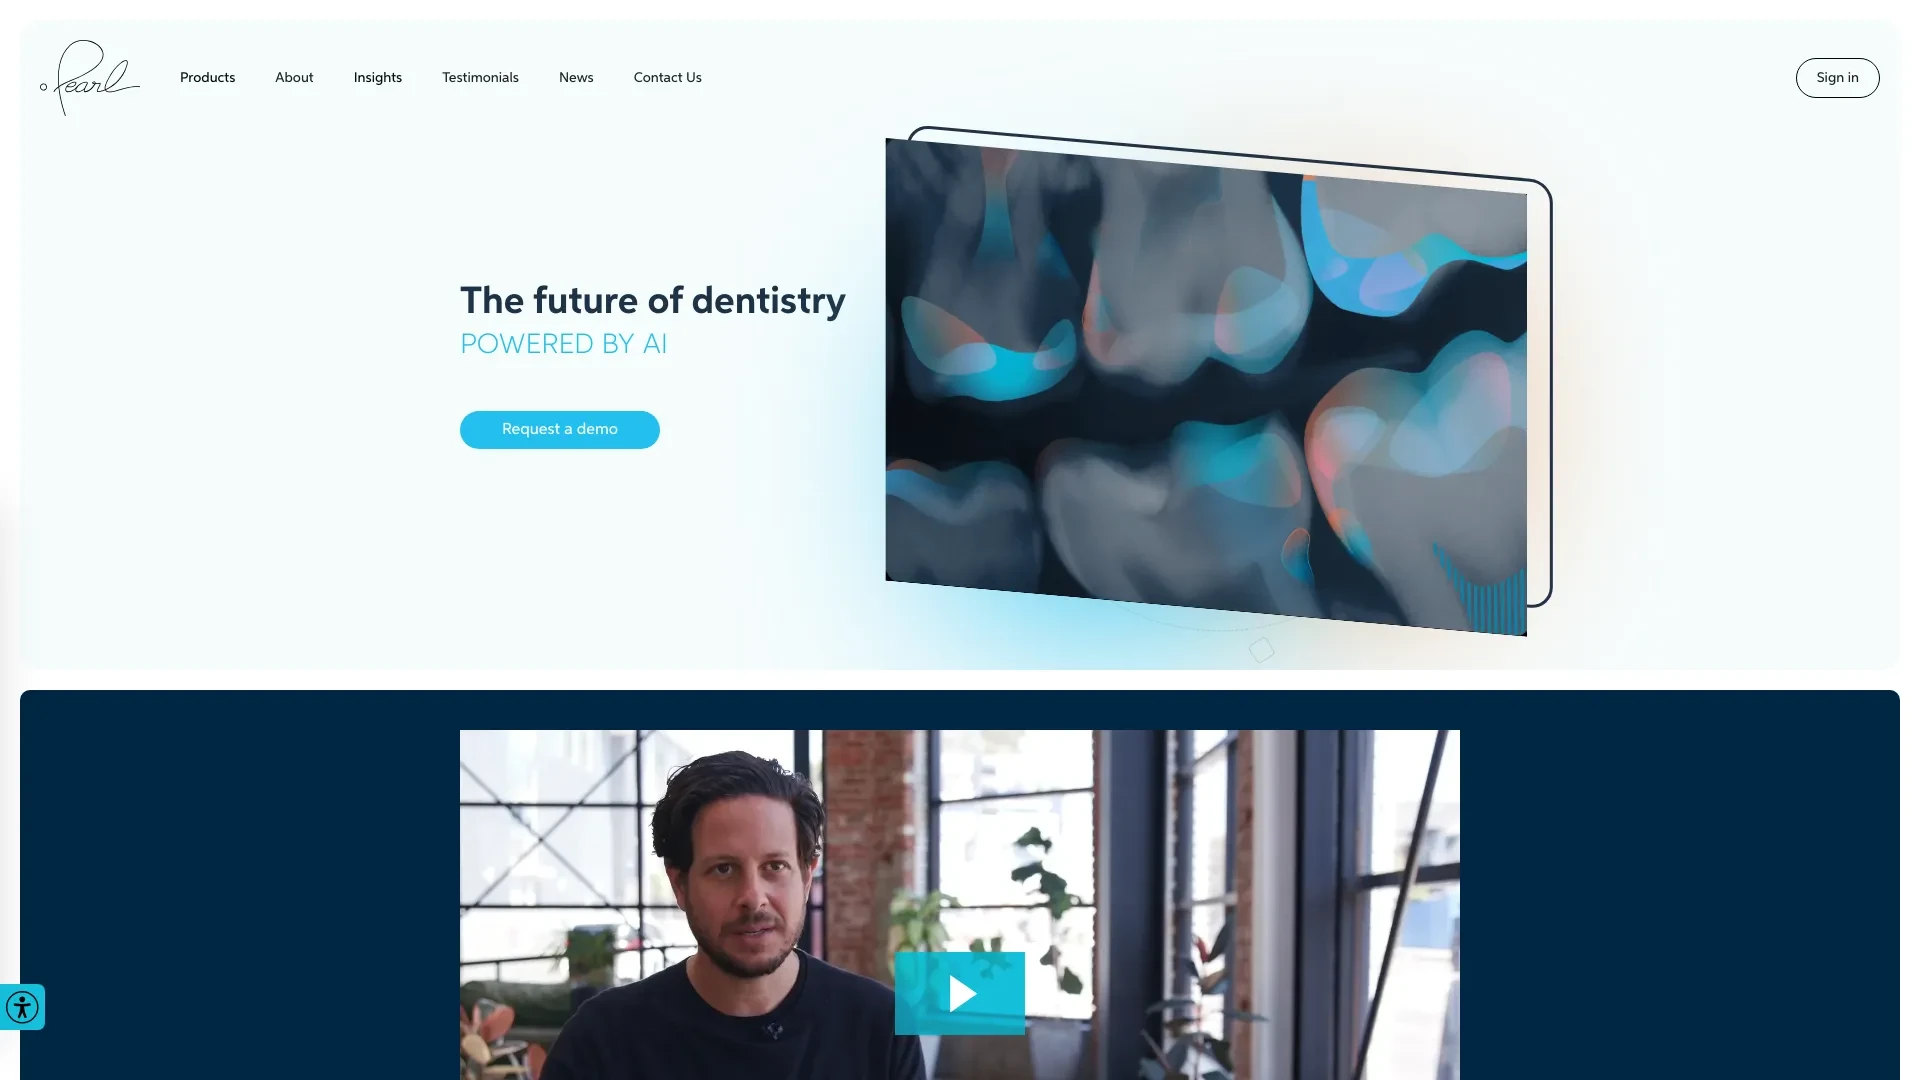 Pearl
Products
About
Insights
Testimonials
News
Contact Us
Sign in
The future of dentistry
POWERED BY AI
Request a demo